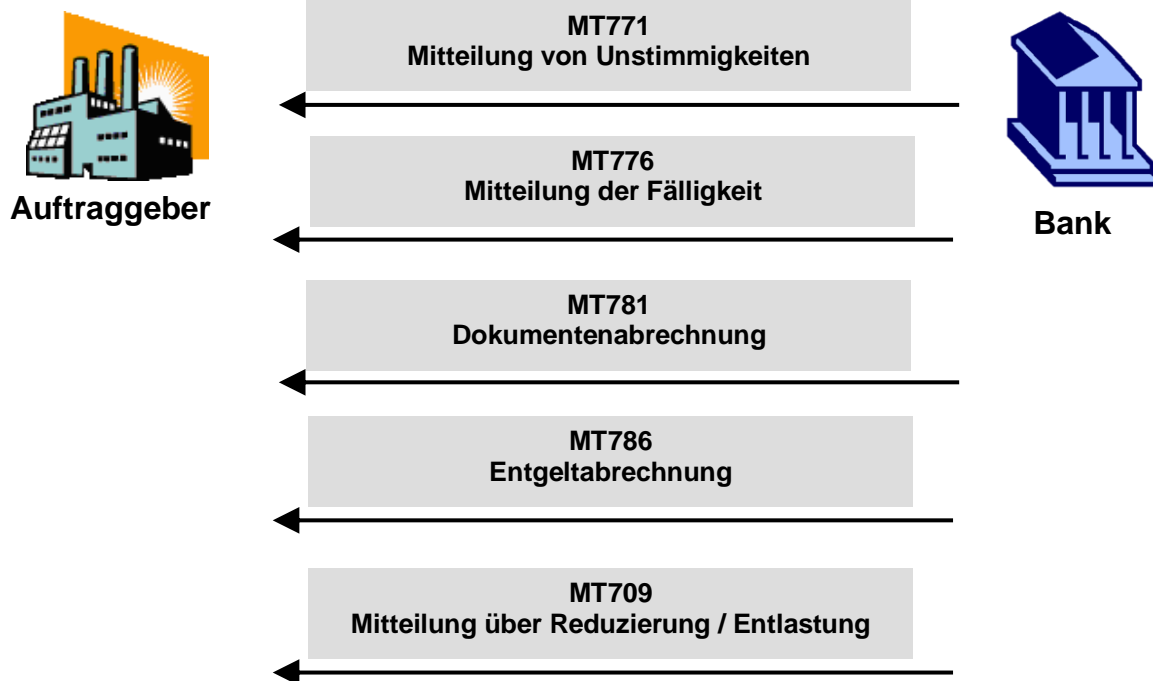 MT771
Mitteilung von Unstimmigkeiten
MT776
Mitteilung der Fälligkeit
Auftraggeber
Bank
MT781
Dokumentenabrechnung
MT786
Entgeltabrechnung
MT709
Mitteilung über Reduzierung / Entlastung